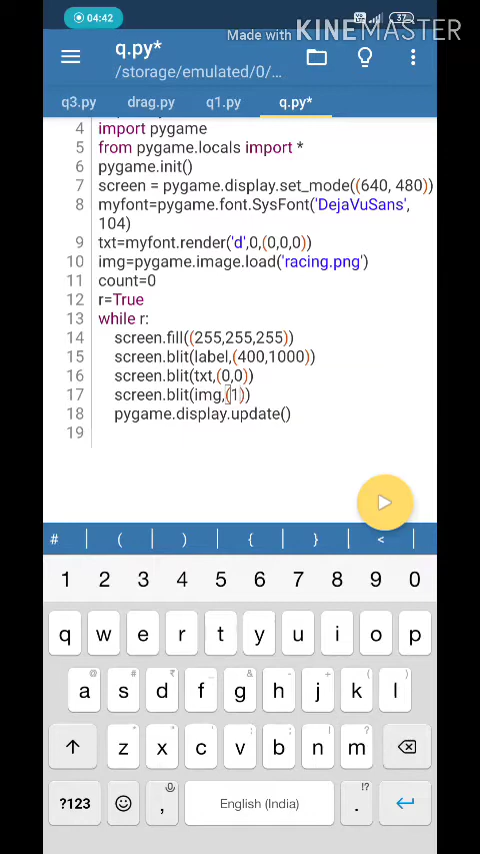 04:42
37
Made with KINEMASTER
q.py*
/storage/emulated/0/...
q3.py drag.py q1.py q.py*
4 import pygame
5 from pygame.locals import *
6 pygame.init()
7 screen = pygame.display.set_mode((640, 480))
8 myfont=pygame.font.SysFont('DejaVuSans',
104)
9 txt=myfont.render('d',0,(0,0,0))
10 img=pygame.image.load('racing.png')
11 count=0
12 r=True
13 while r:
14 screen.fill((255,255,255))
15 screen.blit(label,(400,1000))
16 screen.blit(txt,(0,0))
17 screen.blit(img,(1))
18 pygame.display.update()
19
# ( ) { } <
1 2 3 4 5 6 7 8 9 0
q w e r t y u i o p
@ # ₹ _ & - + ( )
a s d f g h j k l
* " ' : ; ! ?
z x c v b n m
?123 , English (India) !? .